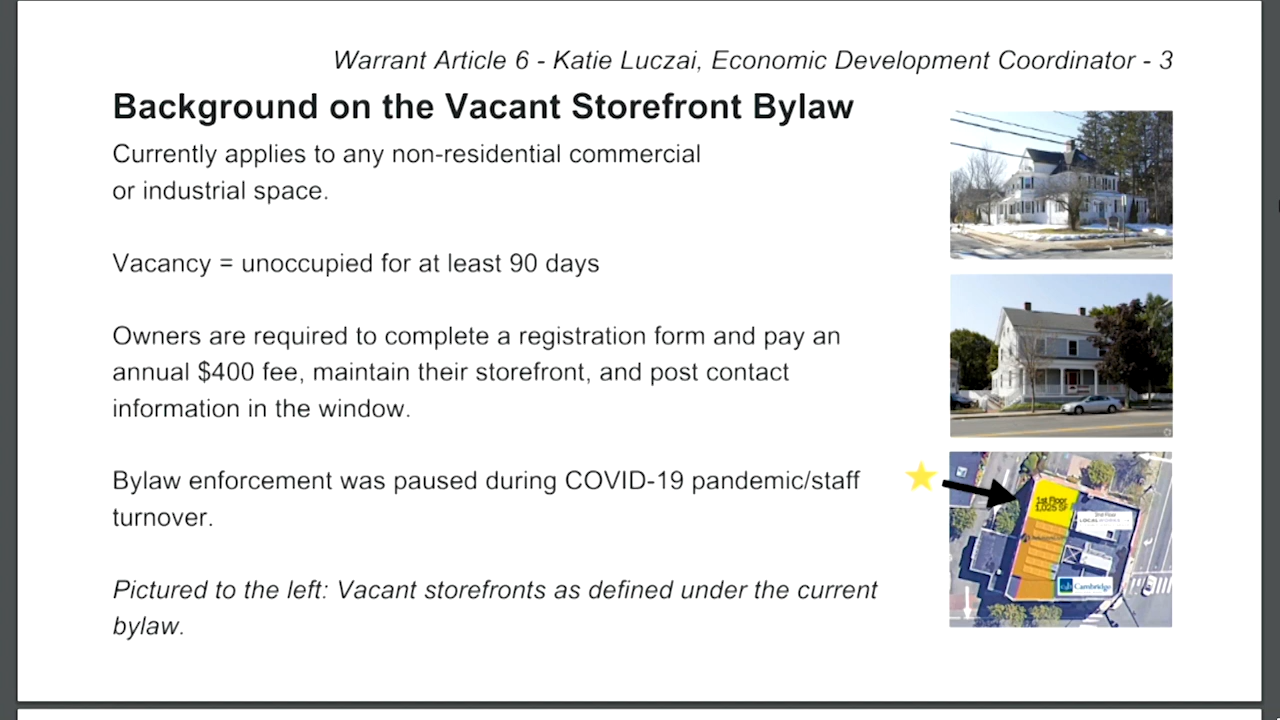 Warrant Article 6 - Katie Luczai, Economic Development Coordinator - 3
Background on the Vacant Storefront Bylaw
Currently applies to any non-residential commercial
or industrial space.
Vacancy = unoccupied for at least 90 days
Owners are required to complete a registration form and pay an
annual $400 fee, maintain their storefront, and post contact
information in the window.
Bylaw enforcement was paused during COVID-19 pandemic/staff
turnover.
Pictured to the left: Vacant storefronts as defined under the current
bylaw.
1st Floor
1,025 SF
2nd Floor
LOCAL WORKS
Cambridge